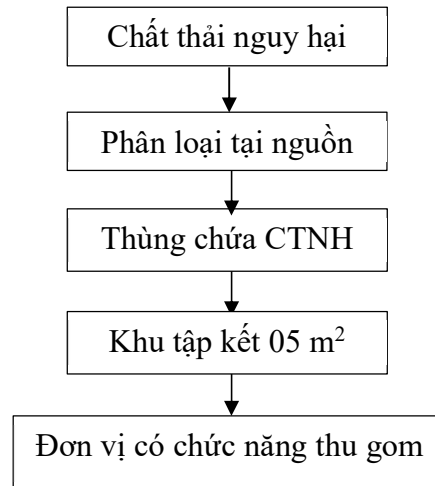 Chất thải nguy hại
Phân loại tại nguồn
Thùng chứa CTNH
Khu tập kết 05 m²
Đơn vị có chức năng thu gom